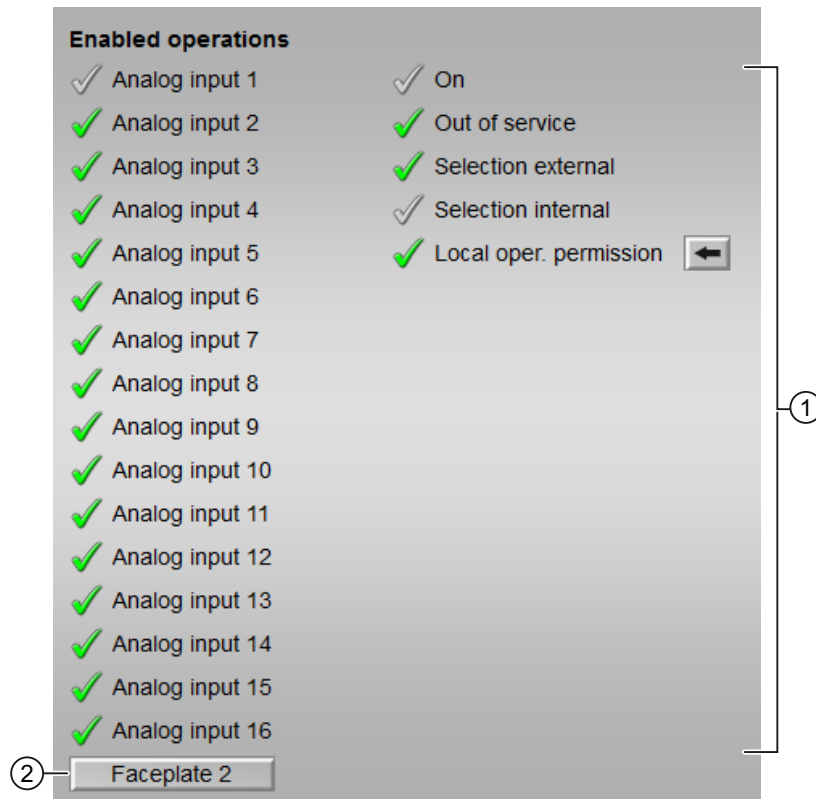 Enabled operations
Analog input 1
On
Analog input 2
Out of service
Analog input 3
Selection external
Analog input 4
Selection internal
Analog input 5
Local oper. permission
Analog input 6
Analog input 7
Analog input 8
Analog input 9
1
Analog input 10
Analog input 11
Analog input 12
Analog input 13
Analog input 14
Analog input 15
Analog input 16
2
Faceplate 2